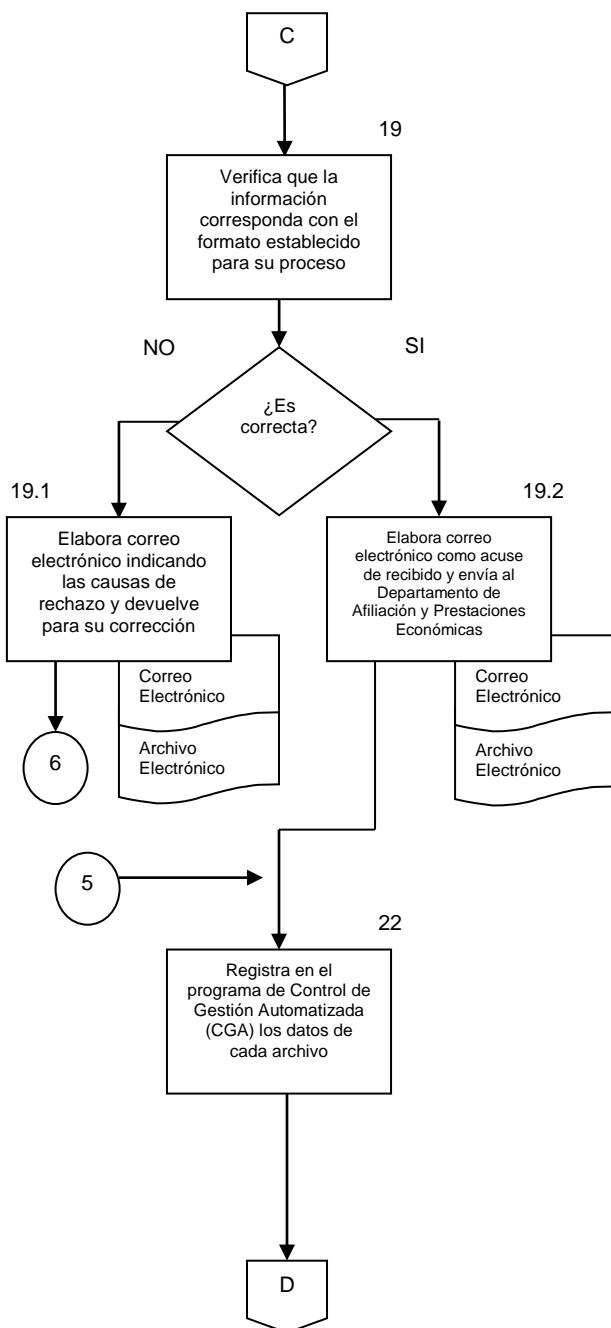 C
19
Verifica que la
información
corresponda con el
formato establecido
para su proceso
NO
SI
¿Es
correcta?
19.1
Elabora correo
electrónico indicando
las causas de
rechazo y devuelve
para su corrección
19.2
Elabora correo
electrónico como acuse
de recibido y envía al
Departamento de
Afiliación y Prestaciones
Económicas
Correo
Electrónico
Archivo
Electrónico
Correo
Electrónico
Archivo
Electrónico
6
5
22
Registra en el
programa de Control de
Gestión Automatizada
(CGA) los datos de
cada archivo
D